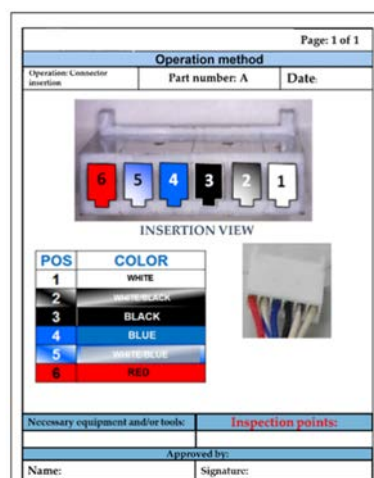 Page: 1 of 1
Operation method
Operation: Connector insertion
Part number: A
Date:
6 5 4 3 2 1
INSERTION VIEW
POS COLOR
1 WHITE
2 WHITE/BLACK
3 BLACK
4 BLUE
5 WHITE/BLUE
6 RED
Necessary equipment and/or tools:
Inspection points:
Approved by:
Name:
Signature: